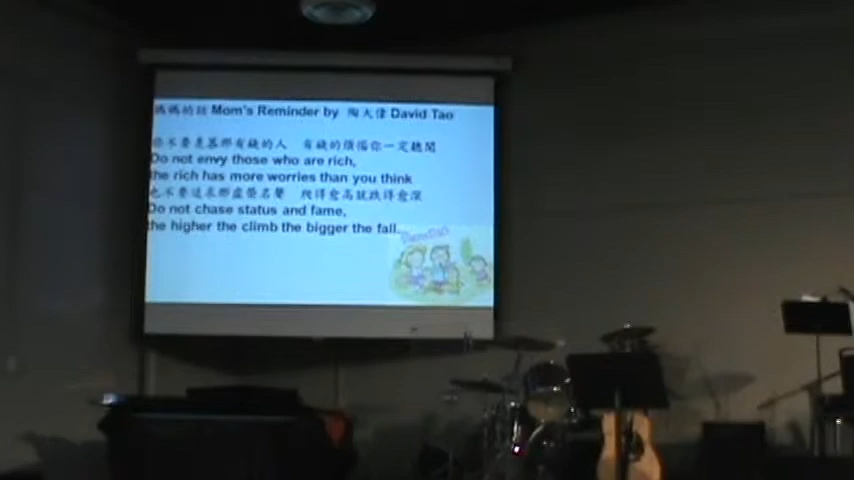 媽媽的話 Mom's Reminder by 陶大偉 David Tao
你不要羨慕那有錢的人 有錢的煩惱你一定聽聞
Do not envy those who are rich,
the rich has more worries than you think
也不要追求那虛榮名聲 爬得愈高就跌得愈深
Do not chase status and fame,
the higher the climb the bigger the fall..